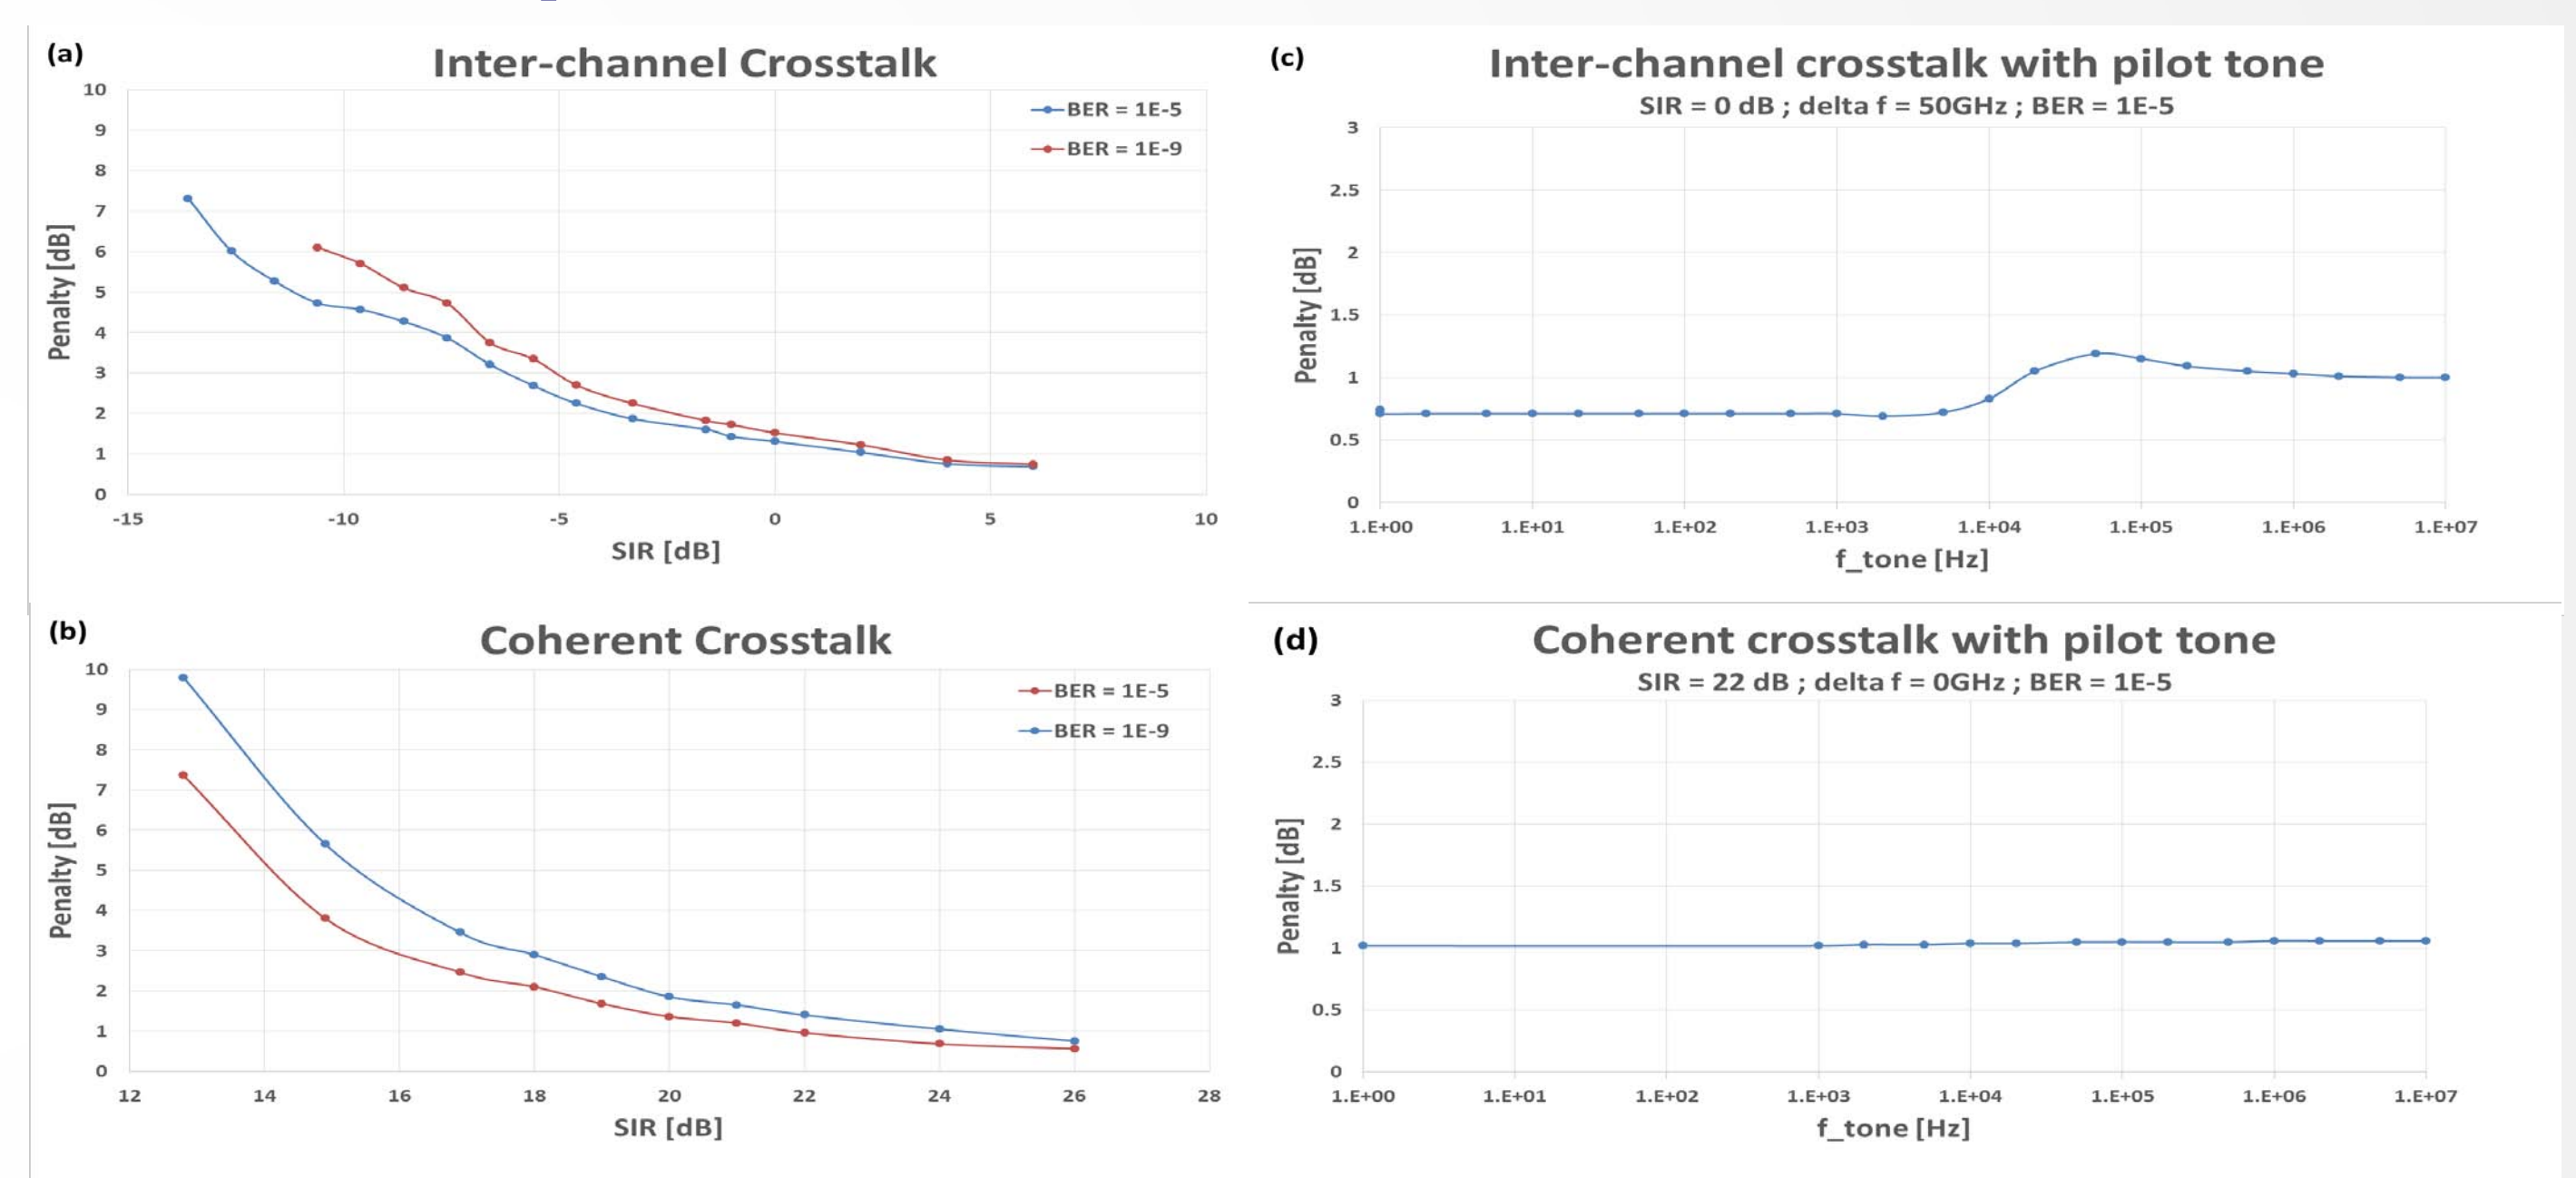 (a)
Inter-channel Crosstalk
BER = 1E-5
BER = 1E-9
10
9
8
7
6
5
4
3
2
1
0
Penalty [dB]
-15 -10 -5 0 5 10
SIR [dB]
(c)
Inter-channel crosstalk with pilot tone
SIR = 0 dB ; delta f = 50GHz ; BER = 1E-5
3
2.5
2
1.5
1
0.5
0
Penalty [dB]
1.E+00 1.E+01 1.E+02 1.E+03 1.E+04 1.E+05 1.E+06 1.E+07
f_tone [Hz]
(b)
Coherent Crosstalk
BER = 1E-5
BER = 1E-9
10
9
8
7
6
5
4
3
2
1
0
Penalty [dB]
12 14 16 18 20 22 24 26 28
SIR [dB]
(d)
Coherent crosstalk with pilot tone
SIR = 22 dB ; delta f = 0GHz ; BER = 1E-5
3
2.5
2
1.5
1
0.5
0
Penalty [dB]
1.E+00 1.E+01 1.E+02 1.E+03 1.E+04 1.E+05 1.E+06 1.E+07
f_tone [Hz]